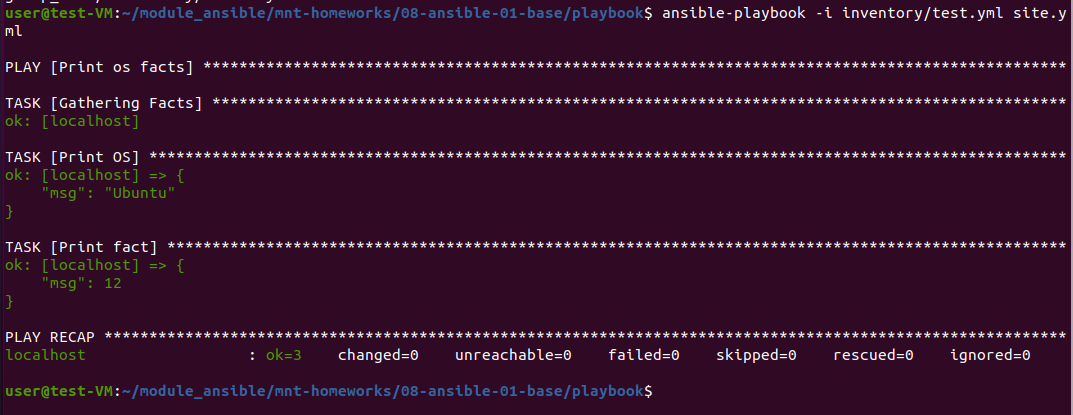 user@test-VM:~/module_ansible/mnt-homeworks/08-ansible-01-base/playbook$ ansible-playbook -i inventory/test.yml site.y
ml
PLAY [Print os facts] ************************************************************************************************
TASK [Gathering Facts] ***********************************************************************************************
ok: [localhost]
TASK [Print OS] ******************************************************************************************************
ok: [localhost] => {
    "msg": "Ubuntu"
}
TASK [Print fact] ****************************************************************************************************
ok: [localhost] => {
    "msg": 12
}
PLAY RECAP ***********************************************************************************************************
localhost                  : ok=3    changed=0    unreachable=0    failed=0    skipped=0    rescued=0    ignored=0
user@test-VM:~/module_ansible/mnt-homeworks/08-ansible-01-base/playbook$